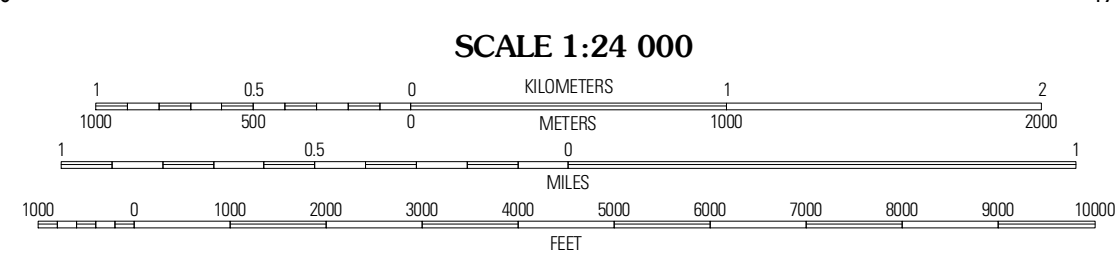 SCALE 1:24 000
1 0.5 0 KILOMETERS 1 2
1000 500 0 METERS 1000 2000
1 0.5 0 1
MILES
1000 0 1000 2000 3000 4000 5000 6000 7000 8000 9000 10000
FEET